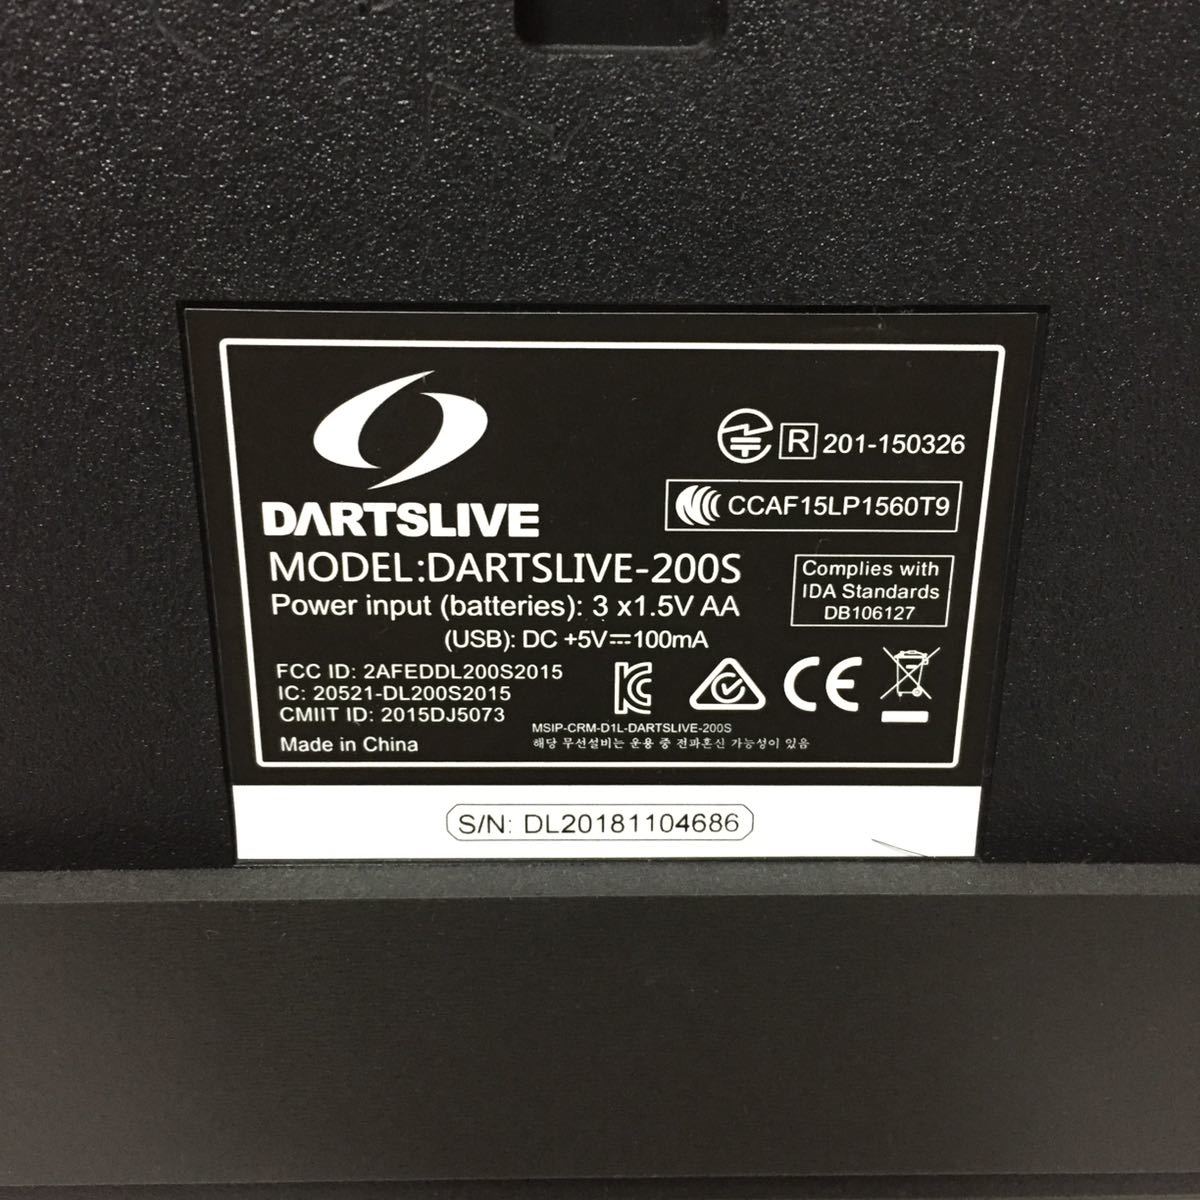 DARTSLIVE
MODEL:DARTSLIVE-200S
Power input (batteries): 3 x1.5V AA
(USB): DC +5V⎓100mA
R 201-150326
CCAF15LP1560T9
Complies with
IDA Standards
DB106127
FCC ID: 2AFEDDL200S2015
IC: 20521-DL200S2015
CMIIT ID: 2015DJ5073
Made in China
CE
MSIP-CRM-D1L-DARTSLIVE-200S
해당 무선설비는 운용 중 전파혼신 가능성이 있음
S/N: DL20181104686